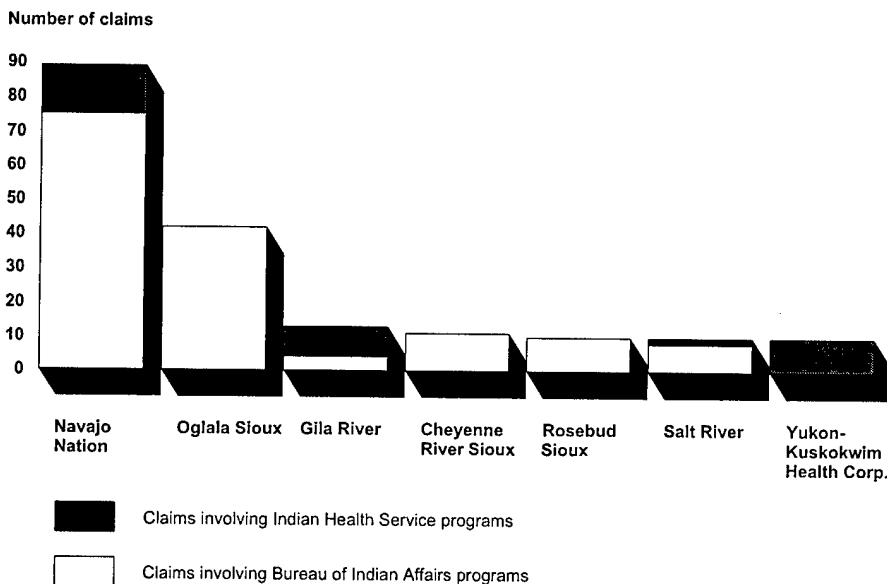 Number of claims
90
80
70
60
50
40
30
20
10
0
Navajo
Nation
Oglala Sioux
Gila River
Cheyenne
River Sioux
Rosebud
Sioux
Salt River
Yukon-
Kuskokwim
Health Corp.
Claims involving Indian Health Service programs
Claims involving Bureau of Indian Affairs programs